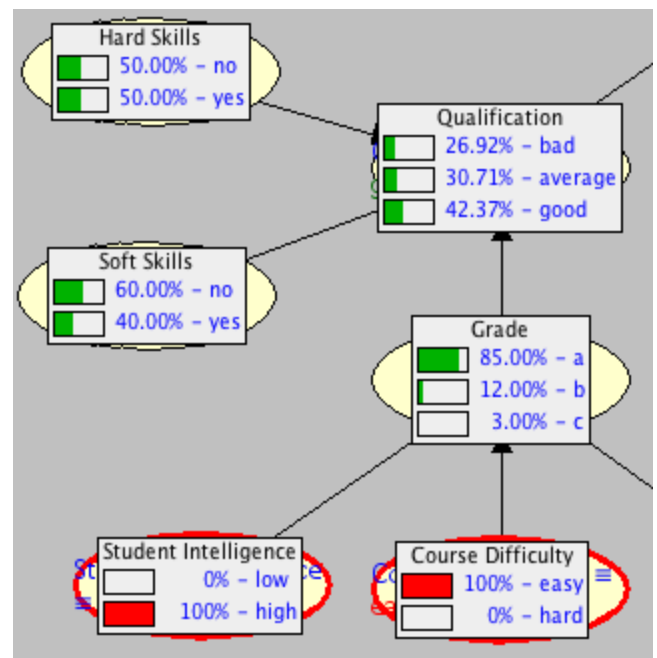 Hard Skills
50.00% - no
50.00% - yes
Qualification
26.92% - bad
30.71% - average
42.37% - good
Soft Skills
60.00% - no
40.00% - yes
Grade
85.00% - a
12.00% - b
3.00% - c
Student Intelligence
0% - low
100% - high
Course Difficulty
100% - easy
0% - hard